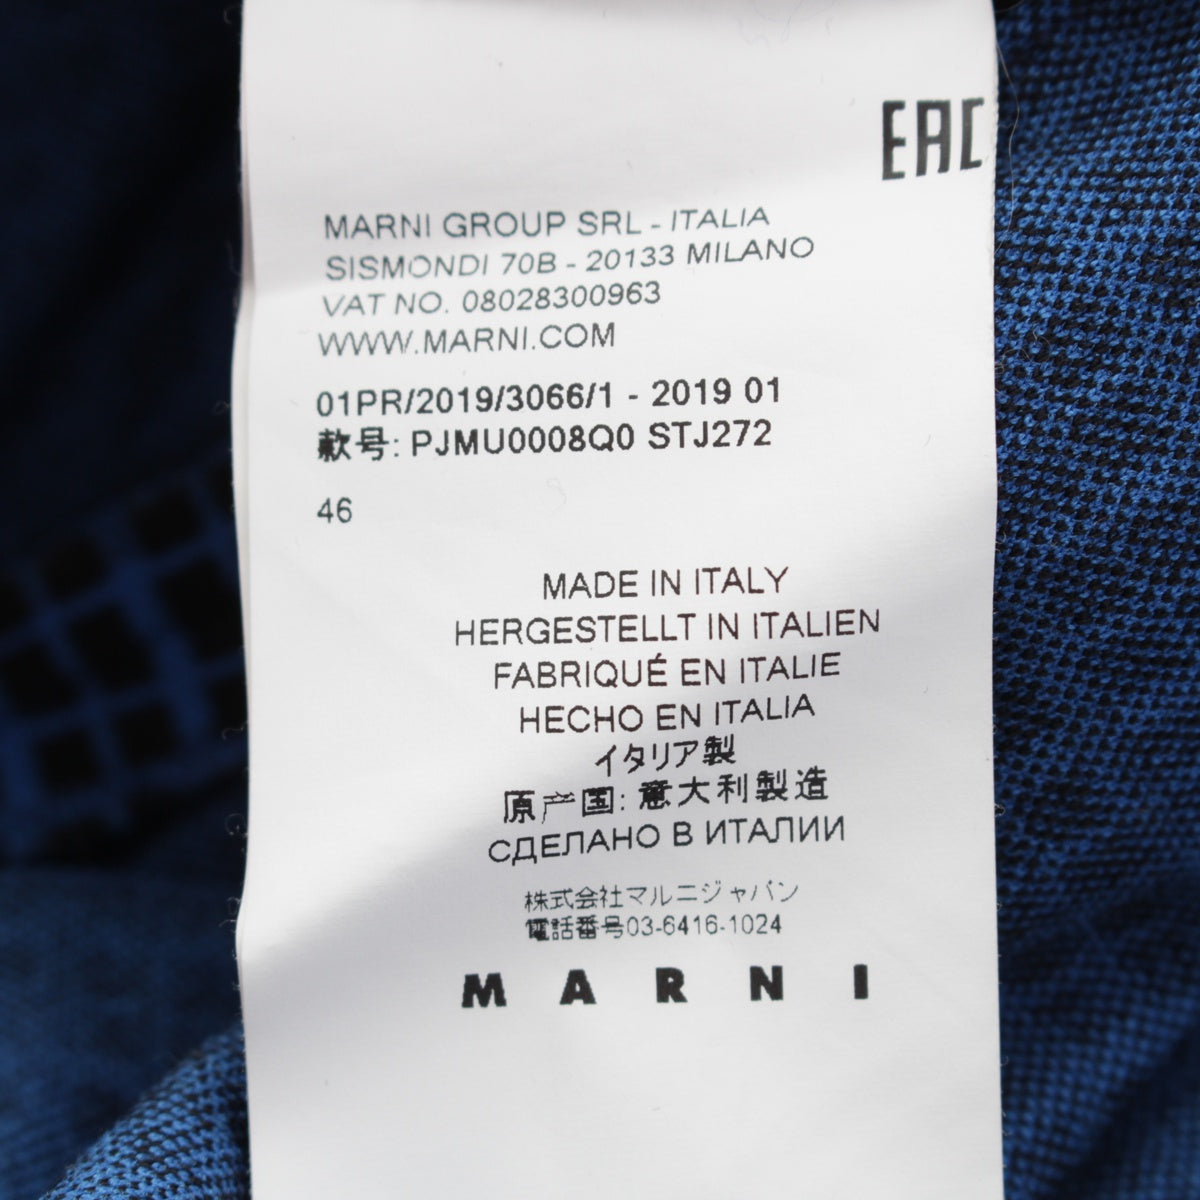 EAC
MARNI GROUP SRL - ITALIA
SISMONDI 70B - 20133 MILANO
VAT NO. 08028300963
WWW.MARNI.COM
01PR/2019/3066/1 - 2019 01
款号: PJMU0008Q0 STJ272
46
MADE IN ITALY
HERGESTELLT IN ITALIEN
FABRIQUÉ EN ITALIE
HECHO EN ITALIA
イタリア製
原产国: 意大利製造
СДЕЛАНО В ИТАЛИИ
株式会社マルニジャパン
電話番号03-6416-1024
MARNI